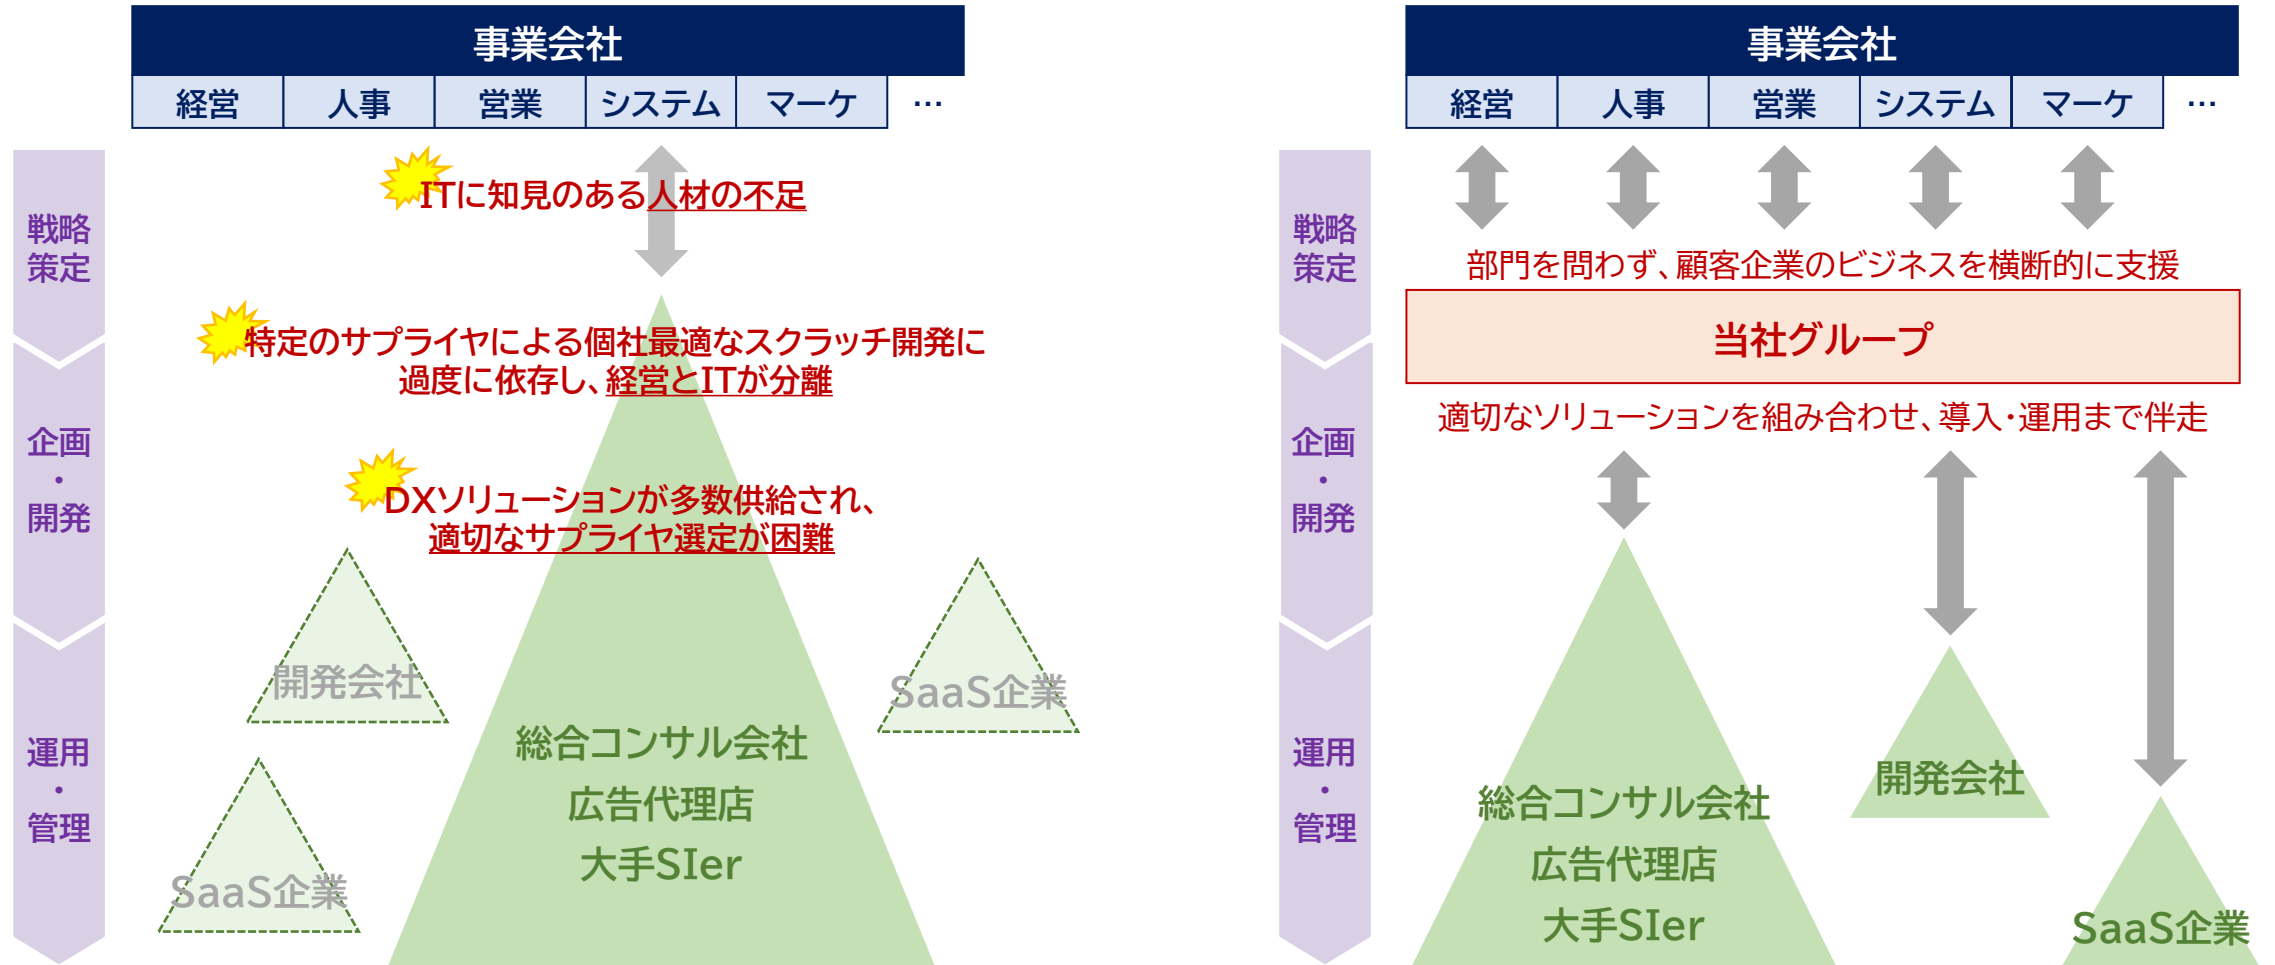 事業会社
経営 人事 営業 システム マーケ …
戦略
策定
企画
・
開発
運用
・
管理
ITに知見のある人材の不足
特定のサプライヤによる個社最適なスクラッチ開発に
過度に依存し、経営とITが分離
DXソリューションが多数供給され、
適切なサプライヤ選定が困難
開発会社
SaaS企業
SaaS企業
総合コンサル会社
広告代理店
大手SIer
事業会社
経営 人事 営業 システム マーケ …
戦略
策定
企画
・
開発
運用
・
管理
部門を問わず、顧客企業のビジネスを横断的に支援
当社グループ
適切なソリューションを組み合わせ、導入・運用まで伴走
総合コンサル会社
広告代理店
大手SIer
開発会社
SaaS企業